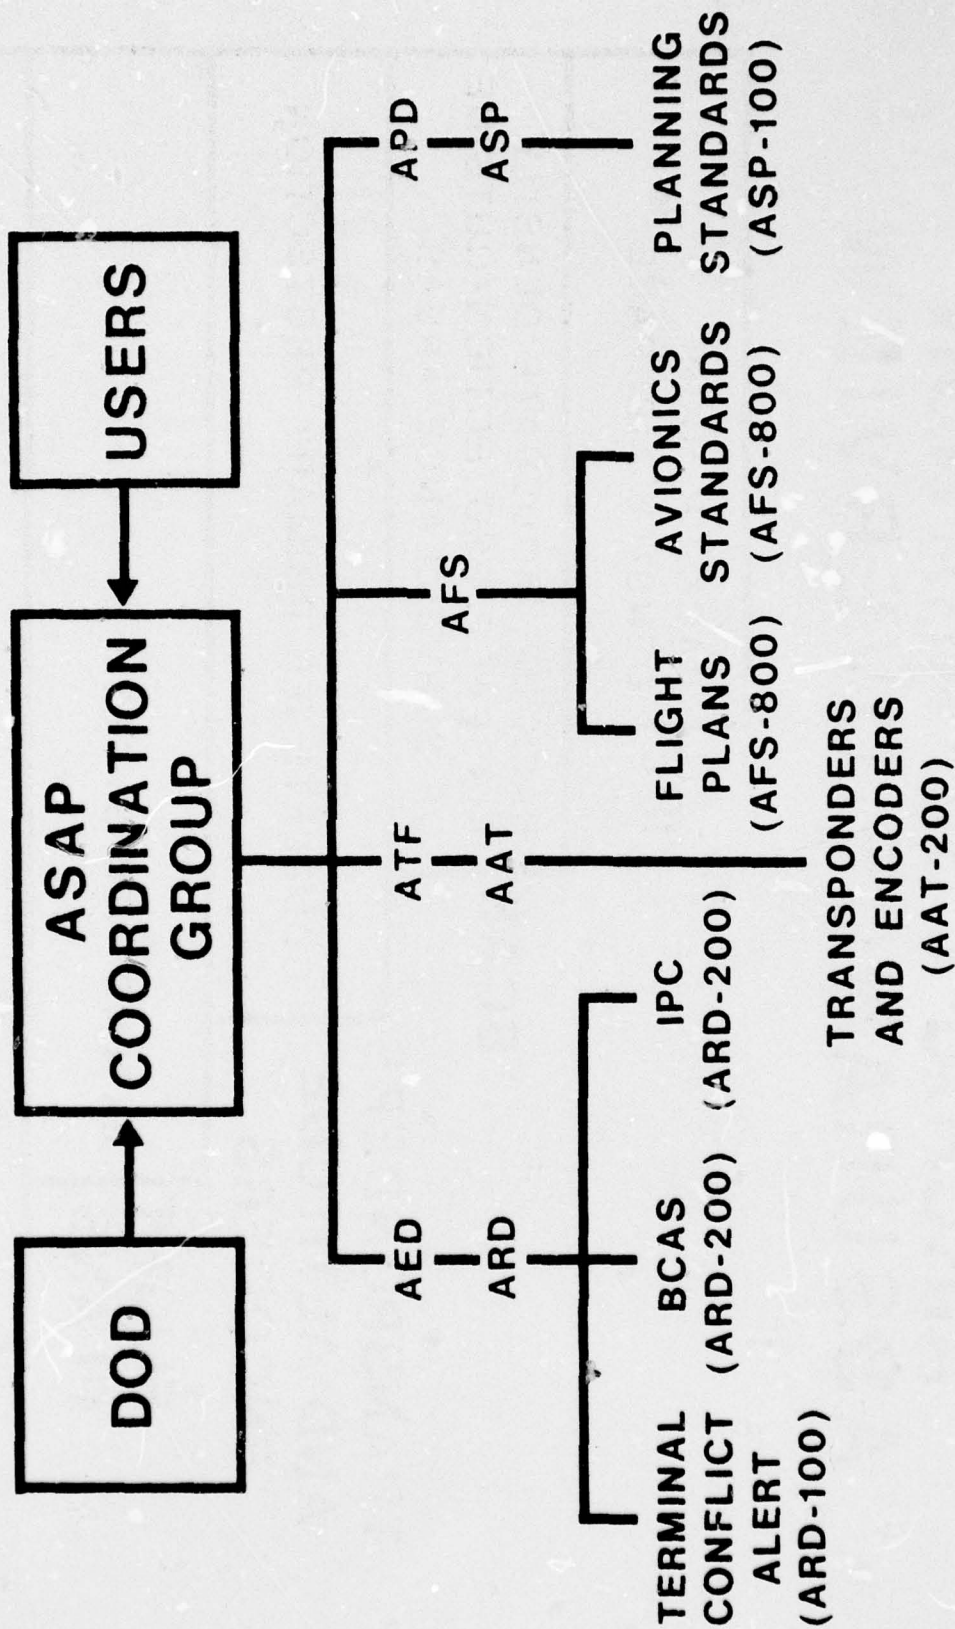 DOD
ASAP
COORDINATION
GROUP
USERS
AED
ARD
ATF
AAT
AFS
APD
ASP
TERMINAL
CONFLICT
ALERT
(ARD-100)
BCAS
(ARD-200)
IPC
(ARD-200)
TRANSPONDERS
AND ENCODERS
(AAT-200)
FLIGHT
PLANS
(AFS-800)
AVIONICS
STANDARDS
(AFS-800)
PLANNING
STANDARDS
(ASP-100)